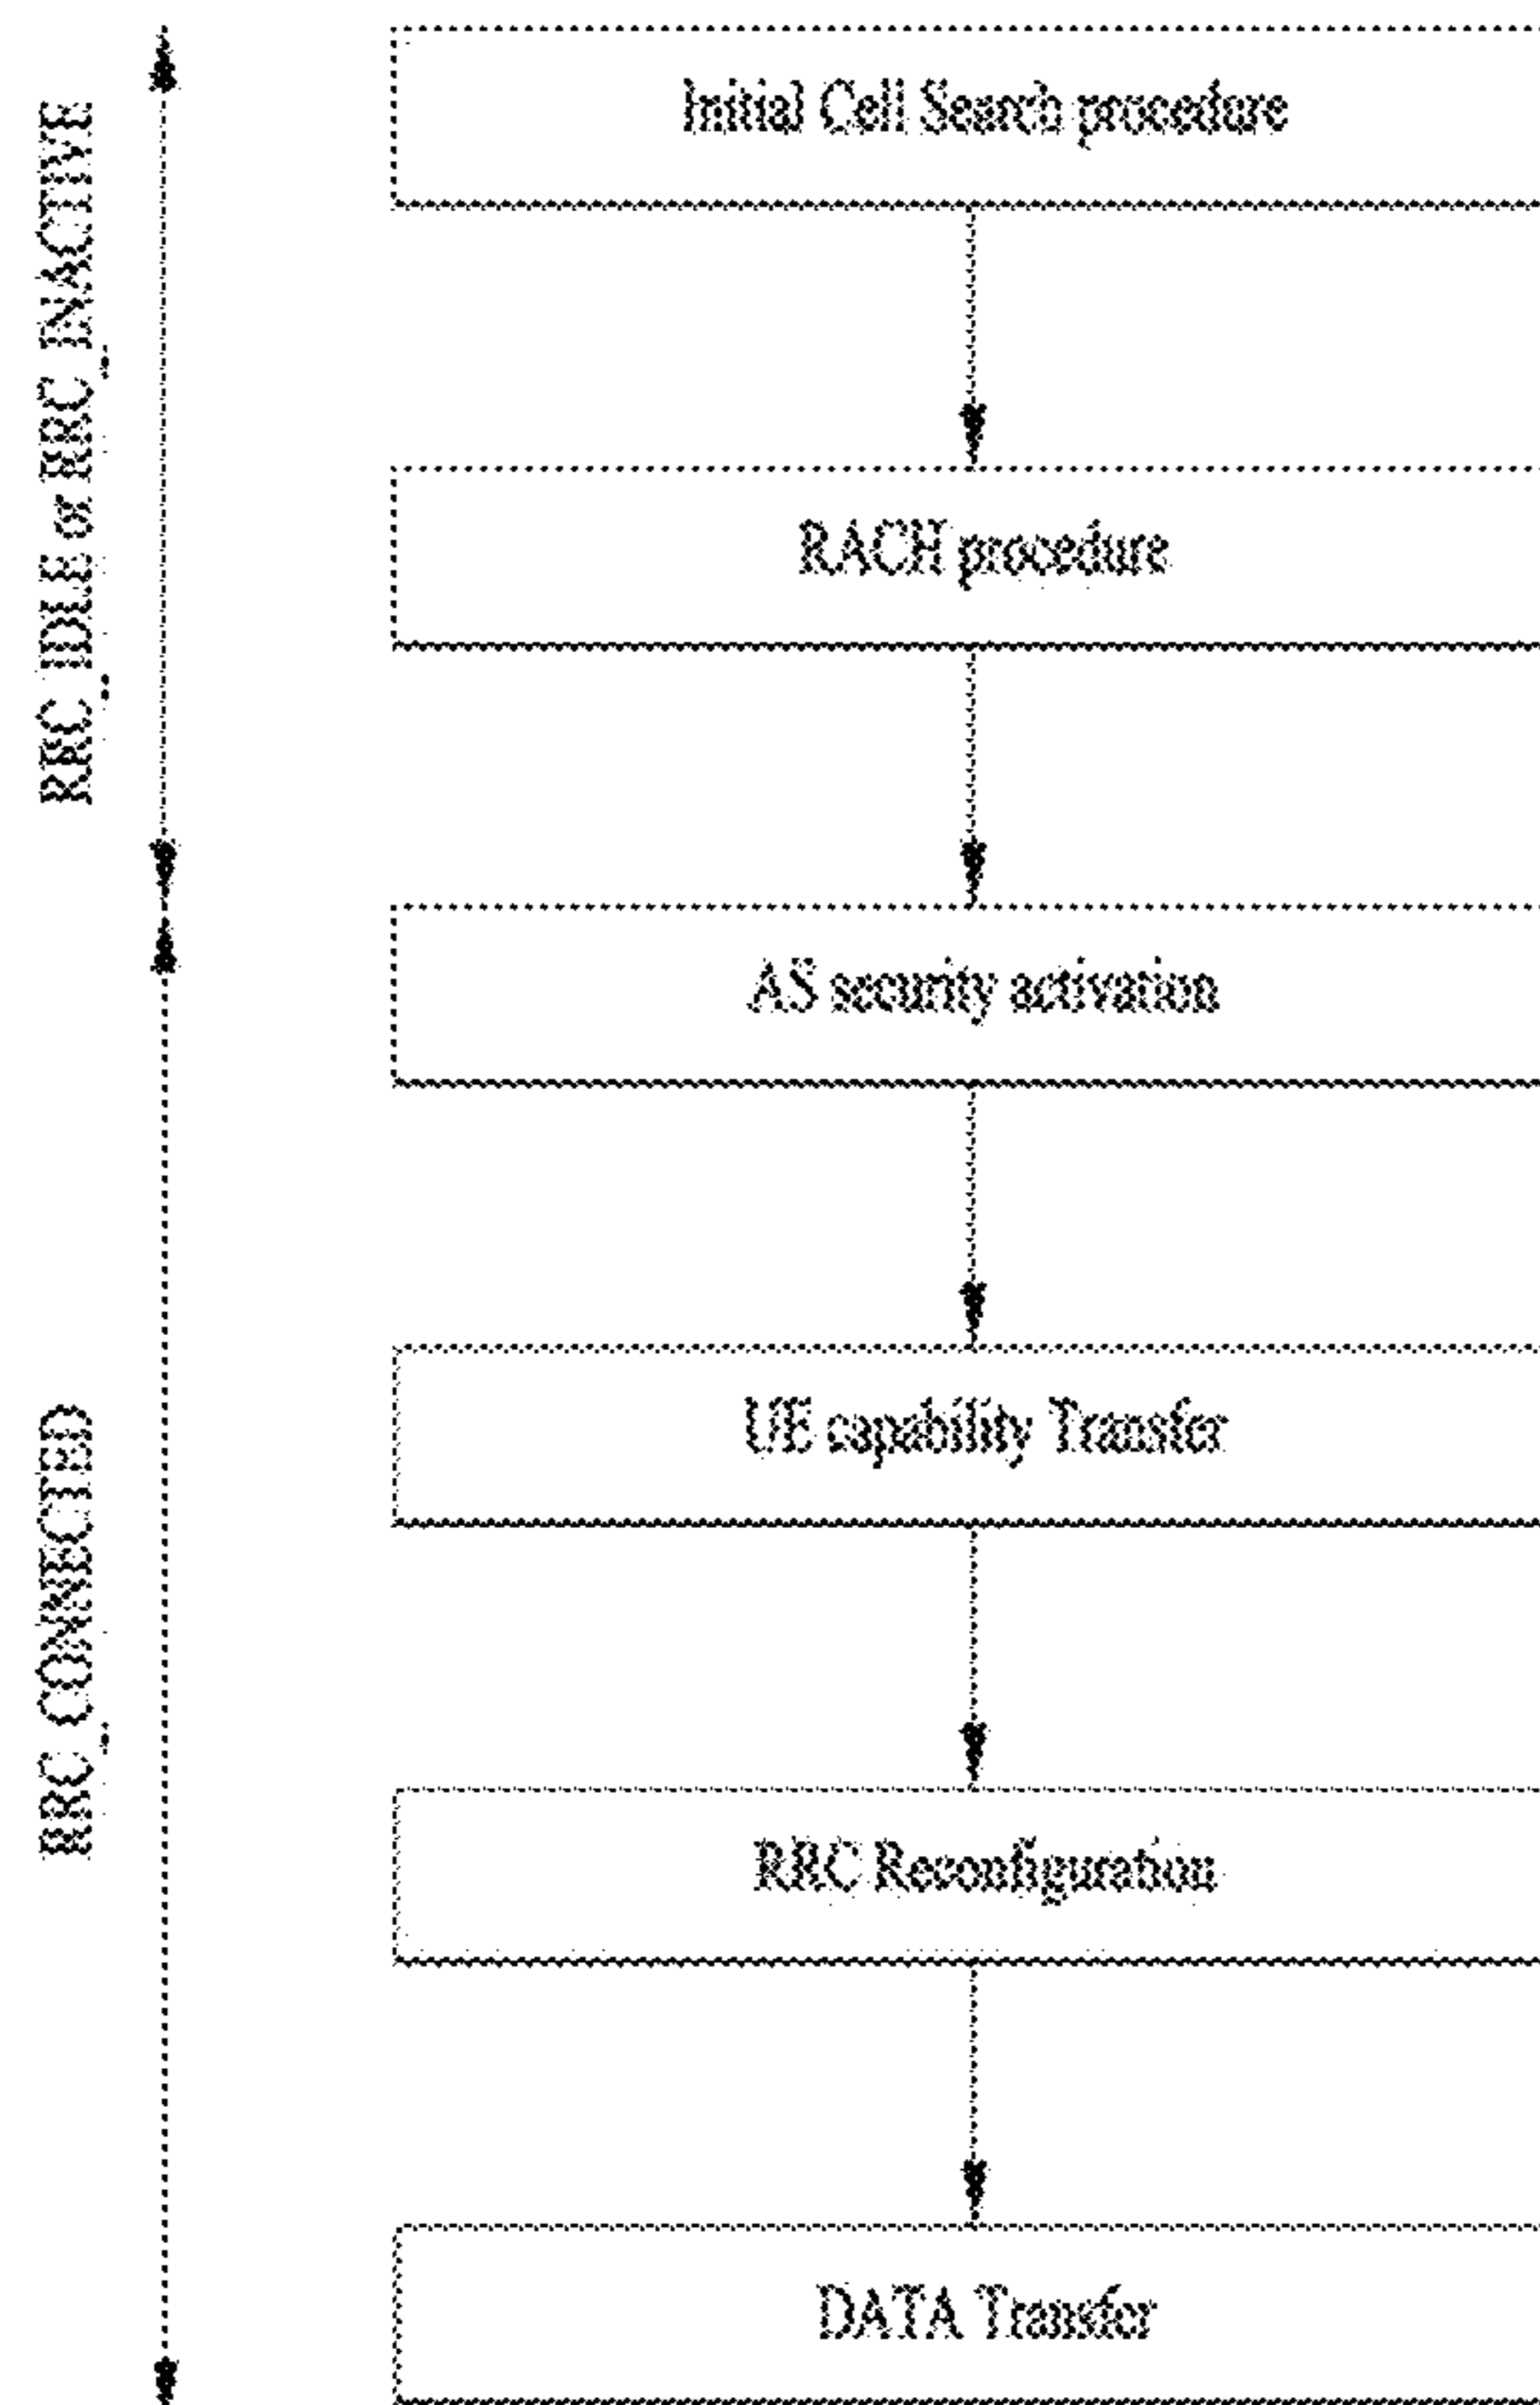 RRC_IDLE or RRC_INACTIVE
Initial Cell Search procedure
RACH procedure
RRC_CONNECTED
AS security activation
UE capability Transfer
RRC Reconfiguration
DATA Transfer